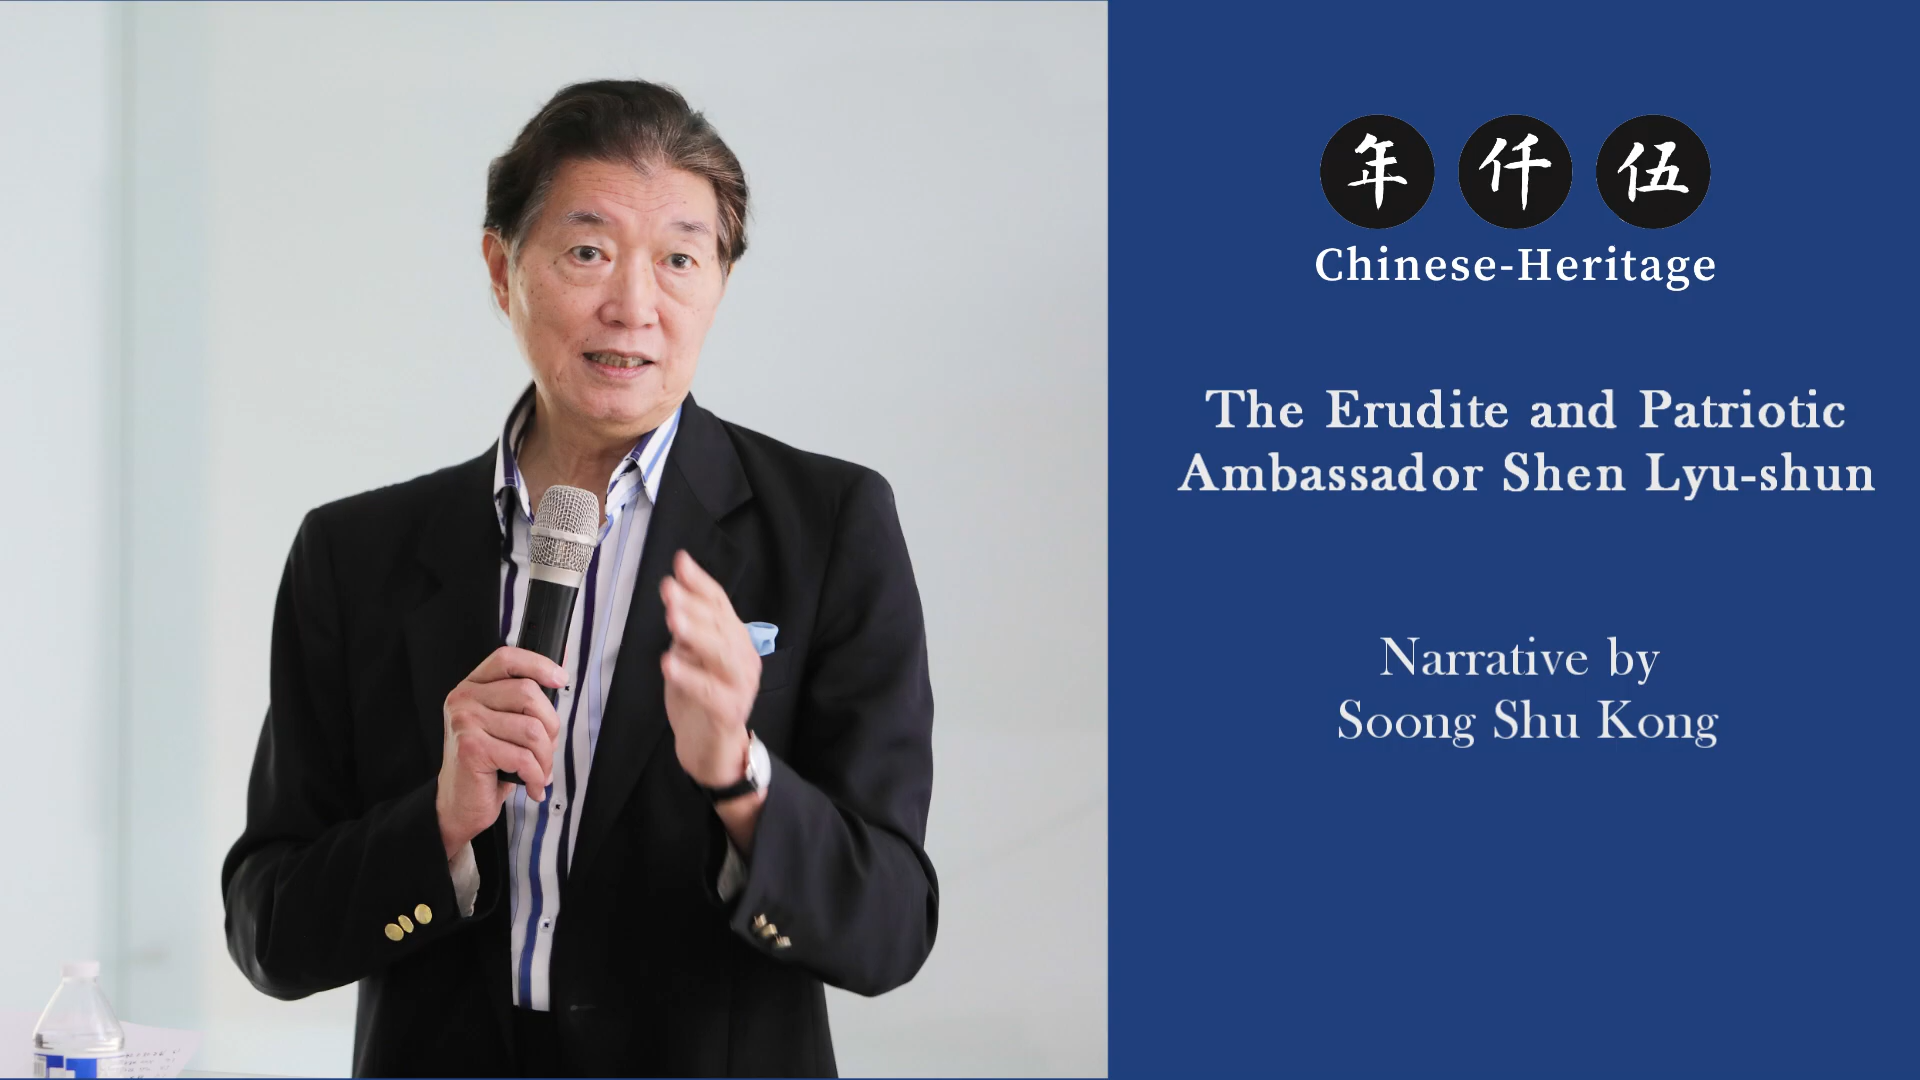 年仟伍
Chinese-Heritage
The Erudite and Patriotic
Ambassador Shen Lyu-shun
Narrative by
Soong Shu Kong